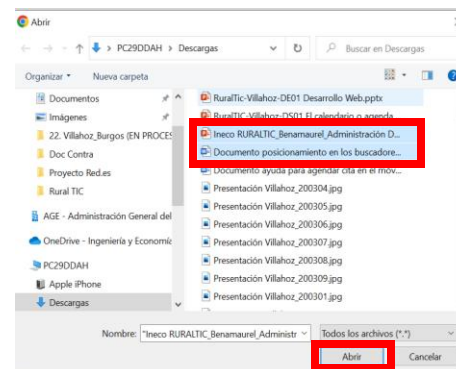 Abrir
PC29DDAH > Descargas
Buscar en Descargas
Organizar
Nueva carpeta
Documentos
Imágenes
22. Villahoz_Burgos (EN PROCES
Doc Contra
Proyecto Red.es
Rural TIC
AGE - Administración General del
OneDrive - Ingeniería y Economía
PC29DDAH
Apple iPhone
Descargas
RuralTic-Villahoz-DE01 Desarrollo Web.pptx
RuralTic-Villahoz-DS01 El calendario o agenda
Ineco RURALTIC_Benamaurel_Administración D...
Documento posicionamiento en los buscadore...
Documento ayuda para agendar cita en el móv...
Presentación Villahoz_200304.jpg
Presentación Villahoz_200305.jpg
Presentación Villahoz_200306.jpg
Presentación Villahoz_200307.jpg
Presentación Villahoz_200308.jpg
Presentación Villahoz_200309.jpg
Presentación Villahoz_200301.jpg
Nombre: "Ineco RURALTIC_Benamaurel_Administr
Todos los archivos (*.*)
Abrir
Cancelar